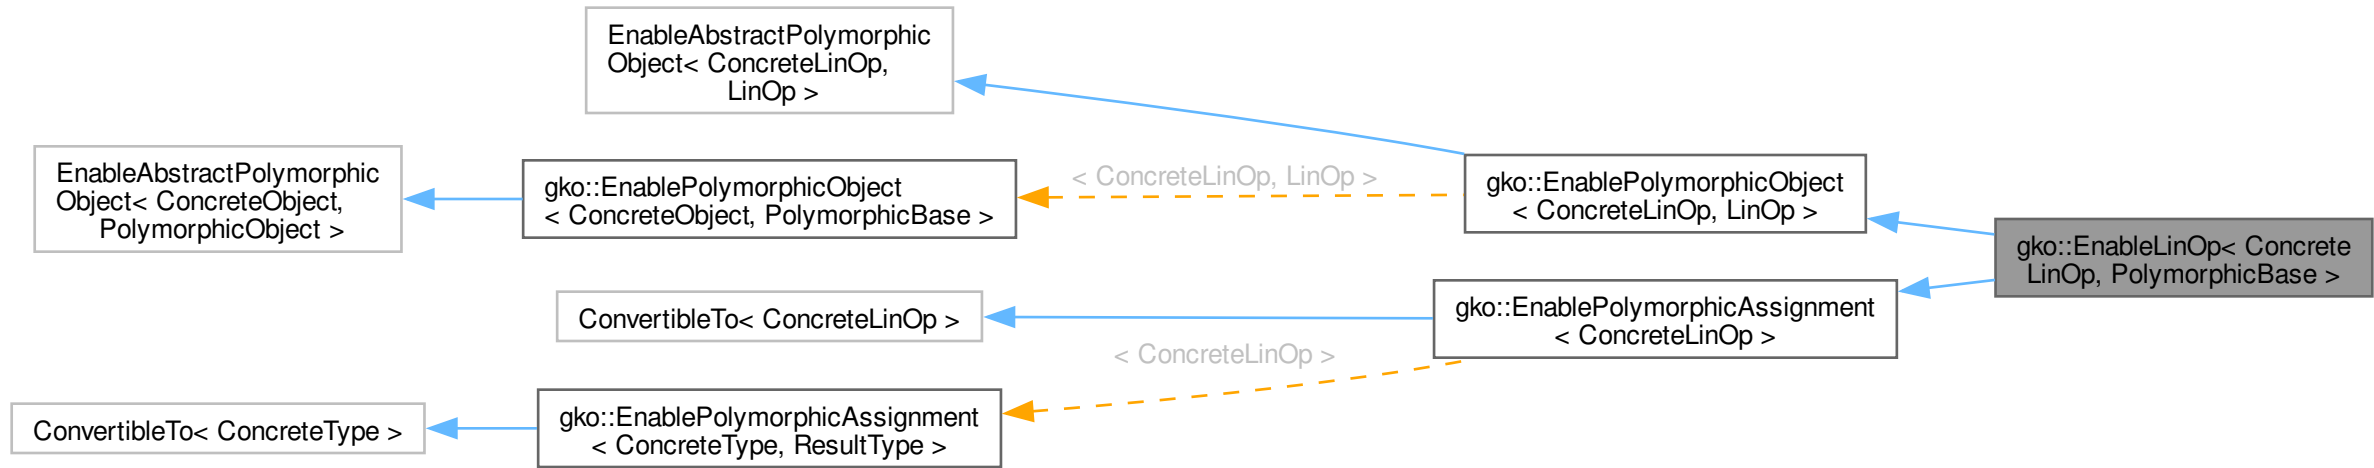 EnableAbstractPolymorphic
Object< ConcreteLinOp,
LinOp >
EnableAbstractPolymorphic
Object< ConcreteObject,
PolymorphicObject >
gko::EnablePolymorphicObject
< ConcreteObject, PolymorphicBase >
< ConcreteLinOp, LinOp >
gko::EnablePolymorphicObject
< ConcreteLinOp, LinOp >
gko::EnableLinOp< Concrete
LinOp, PolymorphicBase >
ConvertibleTo< ConcreteLinOp >
gko::EnablePolymorphicAssignment
< ConcreteLinOp >
< ConcreteLinOp >
ConvertibleTo< ConcreteType >
gko::EnablePolymorphicAssignment
< ConcreteType, ResultType >